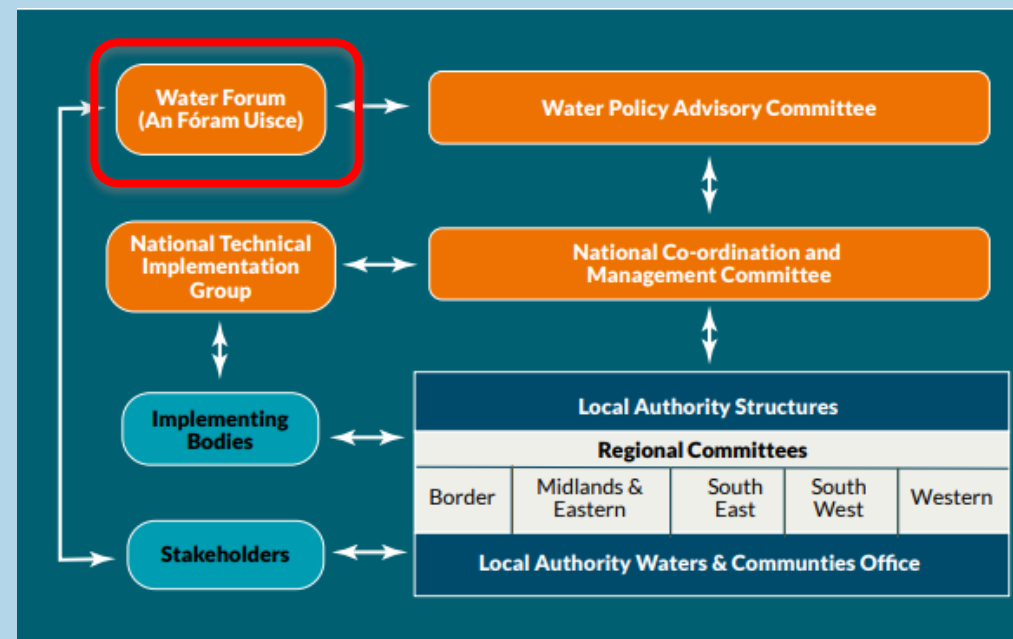 Water Forum
(An Fóram Uisce)
Water Policy Advisory Committee
National Technical
Implementation
Group
National Co-ordination and
Management Committee
Implementing
Bodies
Local Authority Structures
Regional Committees
Border
Midlands &
Eastern
South
East
South
West
Western
Stakeholders
Local Authority Waters & Communties Office